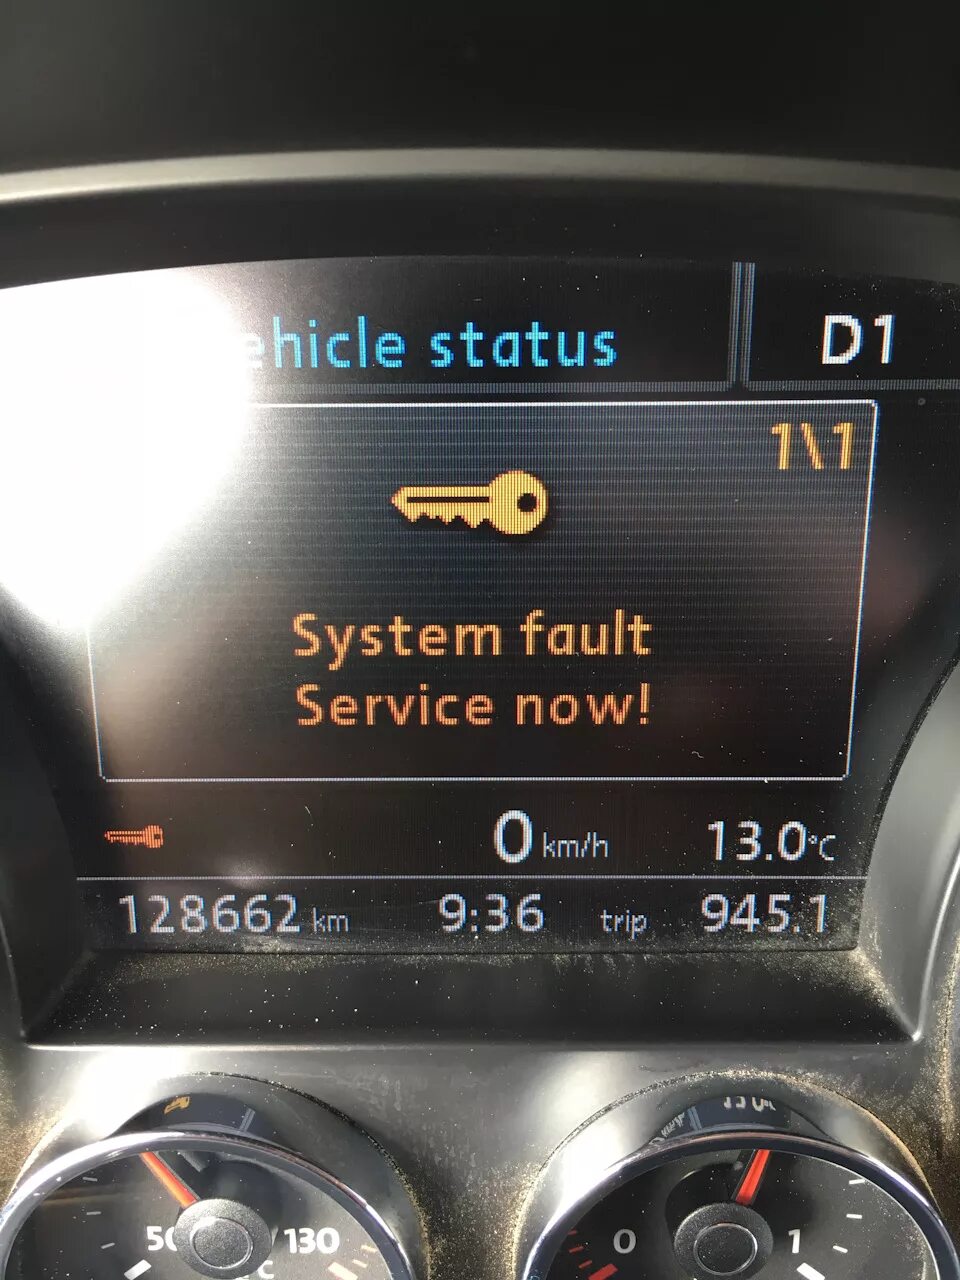 ehicle status
D1
1\1
System fault
Service now!
0 km/h 13.0°C
128662 km 9:36 trip 945.1
130
0 1